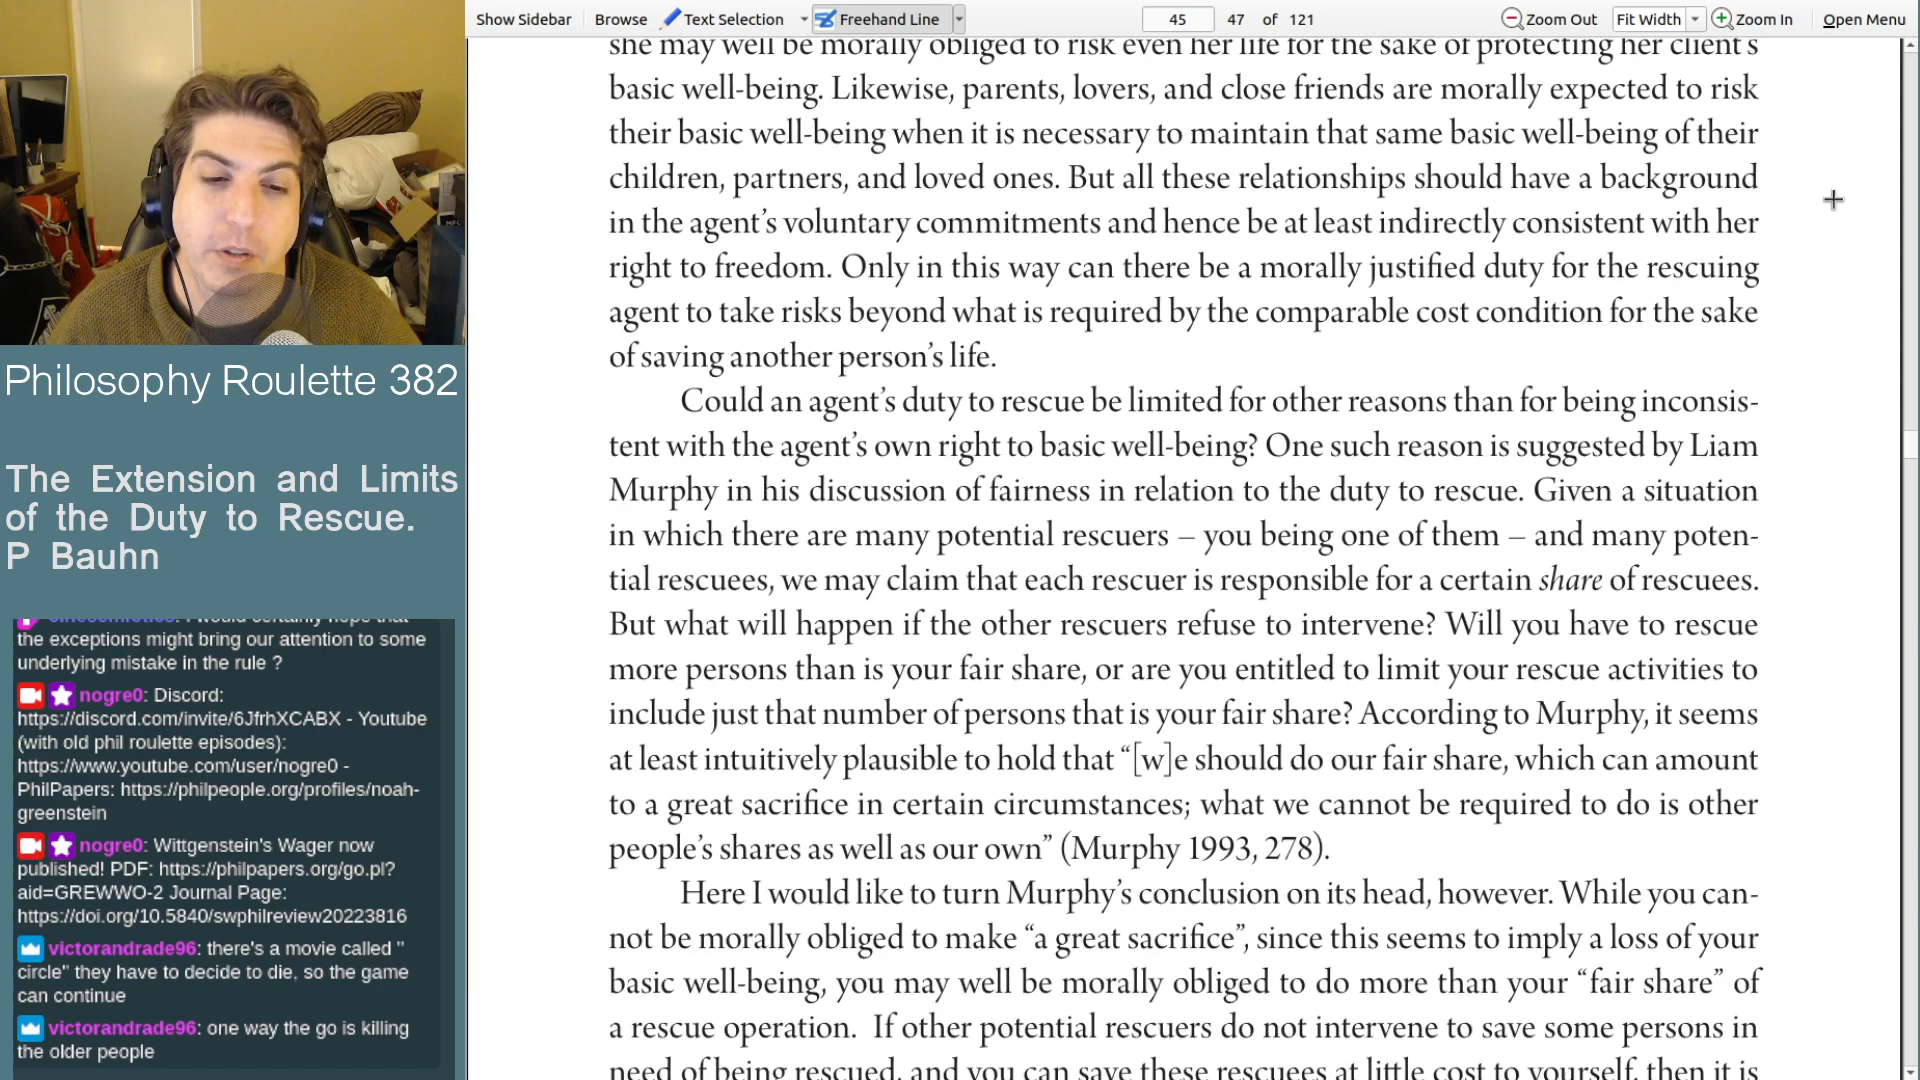 Show Sidebar Browse Text Selection Freehand Line 45 47 of 121 Zoom Out Fit Width Zoom In Open Menu
she may well be morally obliged to risk even her life for the sake of protecting her client's
basic well-being. Likewise, parents, lovers, and close friends are morally expected to risk
their basic well-being when it is necessary to maintain that same basic well-being of their
children, partners, and loved ones. But all these relationships should have a background
in the agent's voluntary commitments and hence be at least indirectly consistent with her
right to freedom. Only in this way can there be a morally justified duty for the rescuing
agent to take risks beyond what is required by the comparable cost condition for the sake
of saving another person's life.
Could an agent's duty to rescue be limited for other reasons than for being inconsis-
tent with the agent's own right to basic well-being? One such reason is suggested by Liam
Murphy in his discussion of fairness in relation to the duty to rescue. Given a situation
in which there are many potential rescuers – you being one of them – and many poten-
tial rescuees, we may claim that each rescuer is responsible for a certain share of rescuees.
But what will happen if the other rescuers refuse to intervene? Will you have to rescue
more persons than is your fair share, or are you entitled to limit your rescue activities to
include just that number of persons that is your fair share? According to Murphy, it seems
at least intuitively plausible to hold that “[w]e should do our fair share, which can amount
to a great sacrifice in certain circumstances; what we cannot be required to do is other
people's shares as well as our own” (Murphy 1993, 278).
Here I would like to turn Murphy's conclusion on its head, however. While you can-
not be morally obliged to make “a great sacrifice”, since this seems to imply a loss of your
basic well-being, you may well be morally obliged to do more than your “fair share” of
a rescue operation. If other potential rescuers do not intervene to save some persons in
need of being rescued, and you can save these rescuees at little cost to yourself, then it is
Philosophy Roulette 382
The Extension and Limits
of the Duty to Rescue.
P Bauhn
I would certainly hope that
the exceptions might bring our attention to some
underlying mistake in the rule ?
nogre0: Discord:
https://discord.com/invite/6JfrhXCABX - Youtube
(with old phil roulette episodes):
https://www.youtube.com/user/nogre0 -
PhilPapers: https://philpeople.org/profiles/noah-
greenstein
nogre0: Wittgenstein's Wager now
published! PDF: https://philpapers.org/go.pl?
aid=GREWWO-2 Journal Page:
https://doi.org/10.5840/swphilreview20223816
victorandrade96: there's a movie called "
circle" they have to decide to die, so the game
can continue
victorandrade96: one way the go is killing
the older people